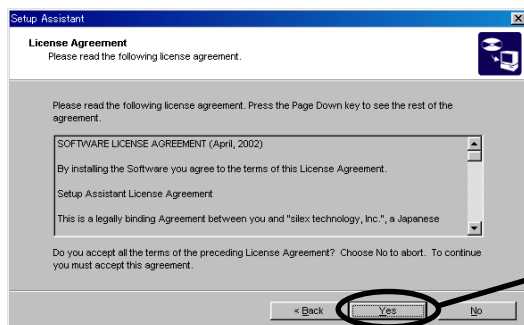 Setup Assistant
License Agreement
Please read the following license agreement.
Please read the following license agreement. Press the Page Down key to see the rest of the
agreement.
SOFTWARE LICENSE AGREEMENT (April, 2002)
By installing the Software you agree to the terms of this License Agreement.
Setup Assistant License Agreement
This is a legally binding Agreement between you and "silex technology, Inc.", a Japanese
Do you accept all the terms of the preceding License Agreement? Choose No to abort. To continue
you must accept this agreement.
< Back Yes No